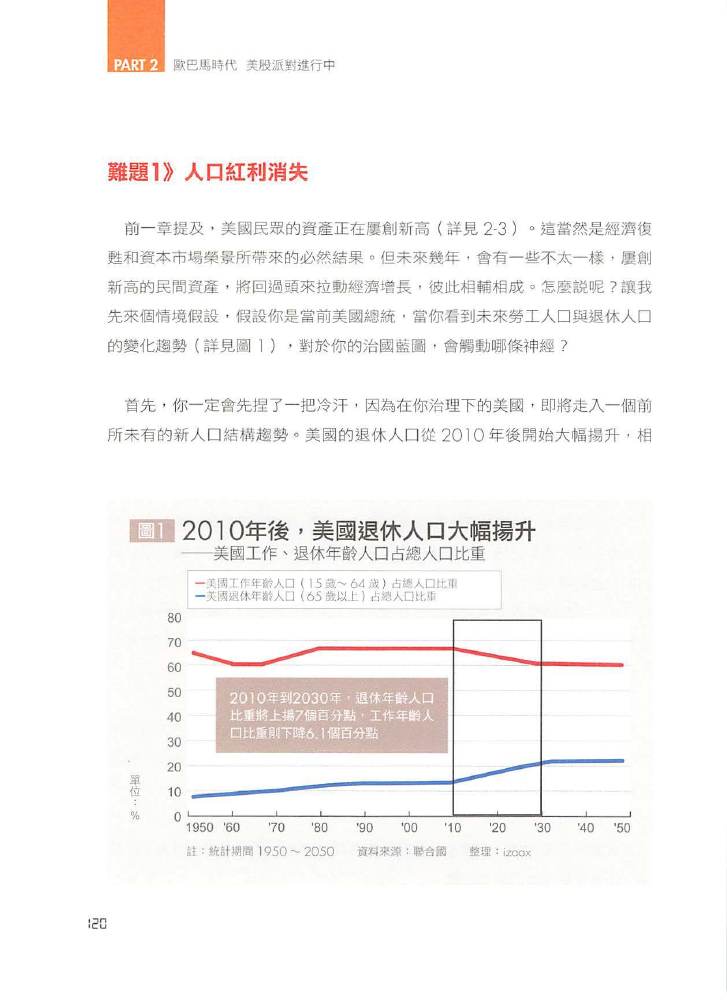 PART 2 歐巴馬時代 美股派對進行中
難題1》人口紅利消失
前一章提及，美國民眾的資產正在屢創新高（詳見 2-3）。這當然是經濟復
甦和資本市場榮景所帶來的必然結果。但未來幾年，會有一些不太一樣，屢創
新高的民間資產，將回過頭來拉動經濟增長，彼此相輔相成。怎麼說呢？讓我
先來個情境假設，假設你是當前美國總統，當你看到未來勞工人口與退休人口
的變化趨勢（詳見圖 1），對於你的治國藍圖，會觸動哪條神經？
首先，你一定會先捏了一把冷汗，因為在你治理下的美國，即將走入一個前
所未有的新人口結構趨勢。美國的退休人口從 2010 年後開始大幅揚升，相
圖1 2010年後，美國退休人口大幅揚升
——美國工作、退休年齡人口占總人口比重
美國工作年齡人口（15 歲～ 64 歲）占總人口比重
美國退休年齡人口（65 歲以上）占總人口比重
80
70
60
50
40
30
20
10
0
單位：%
2010年到2030年，退休年齡人口
比重將上揚7個百分點，工作年齡人
口比重則下降6.1個百分點
1950 '60 '70 '80 '90 '00 '10 '20 '30 '40 '50
註：統計期間 1950 ～ 2050 資料來源：聯合國 整理：izaax
120